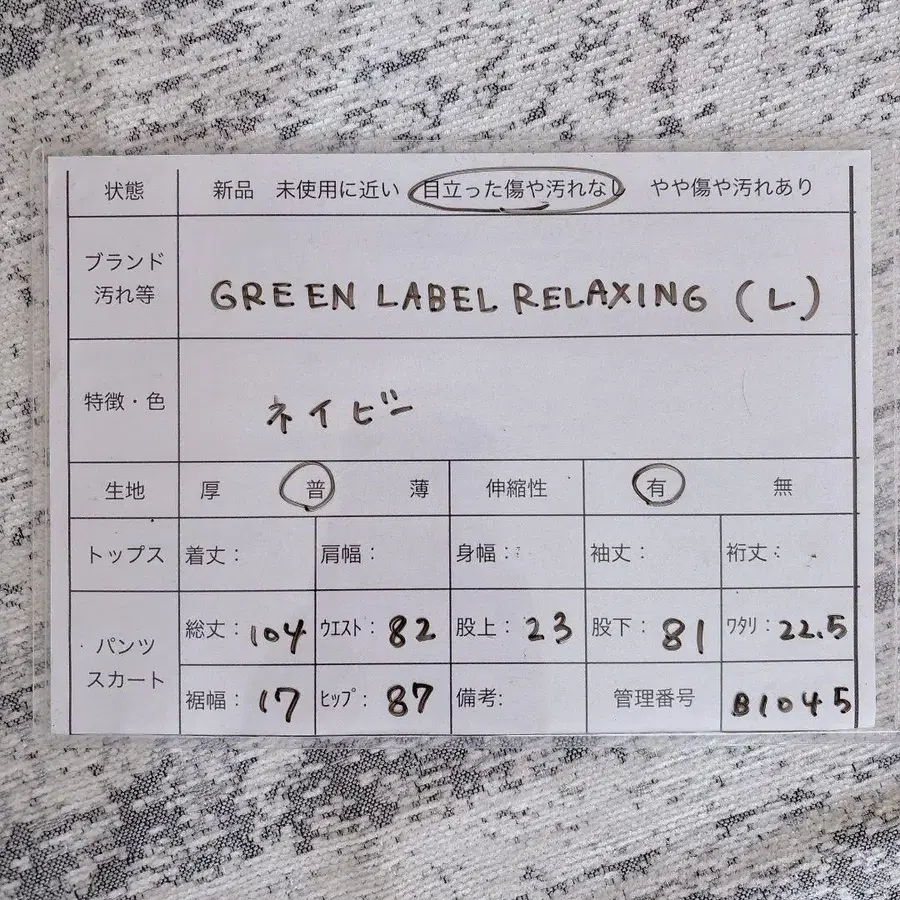 状態 新品 未使用に近い 目立った傷や汚れなし やや傷や汚れあり
ブランド
汚れ等
GREEN LABEL RELAXING (L)
特徴・色 ネイビー
生地 厚 普 薄 伸縮性 有 無
トップス 着丈: 肩幅: 身幅: 袖丈: 裄丈:
パンツ
スカート
総丈: 104 ウエスト: 82 股上: 23 股下: 81 ワタリ: 22.5
裾幅: 17 ヒップ: 87 備考: 管理番号 B1045